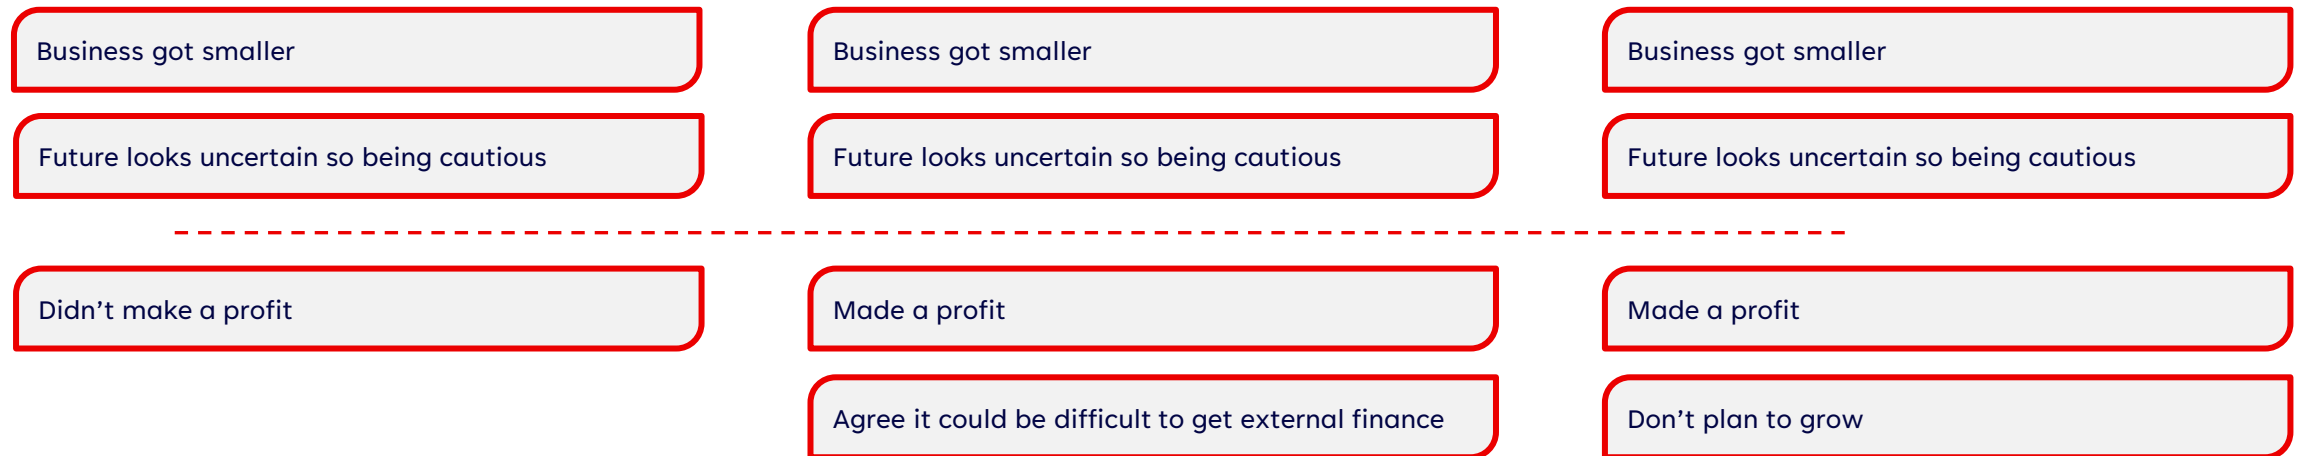 Business got smaller
Business got smaller
Business got smaller
Future looks uncertain so being cautious
Future looks uncertain so being cautious
Future looks uncertain so being cautious
Didn’t make a profit
Made a profit
Made a profit
Agree it could be difficult to get external finance
Don’t plan to grow